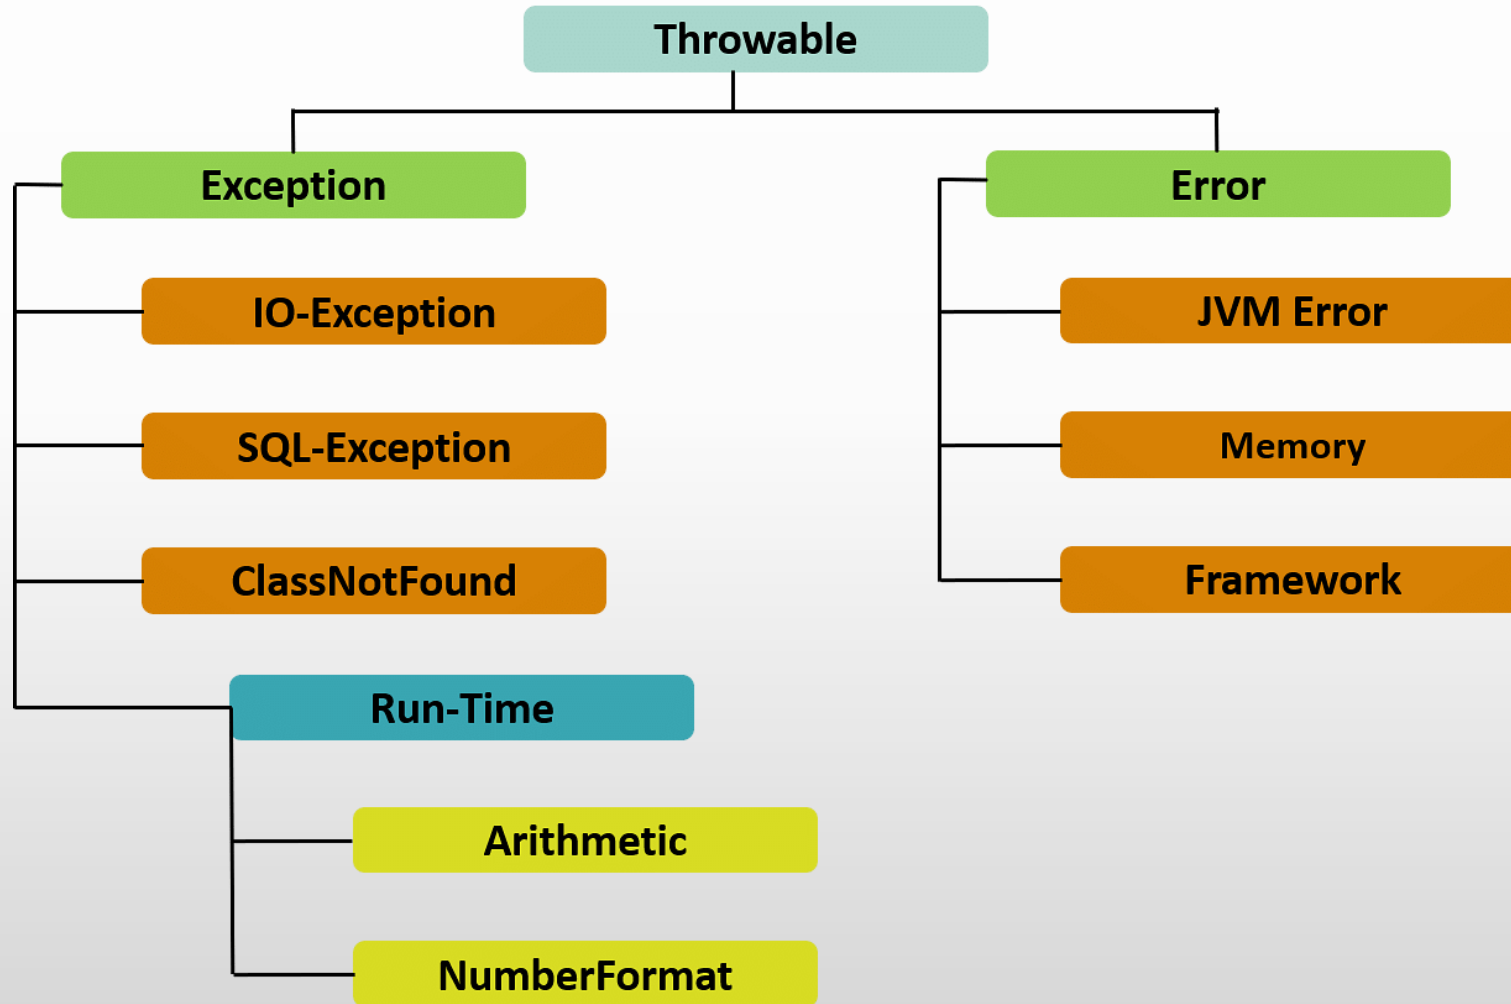 Throwable
Exception
Error
IO-Exception
JVM Error
SQL-Exception
Memory
ClassNotFound
Framework
Run-Time
Arithmetic
NumberFormat